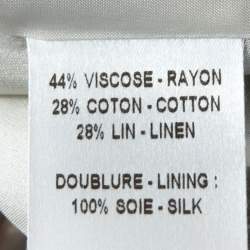 44% VISCOSE - RAYON
28% COTON - COTTON
28% LIN - LINEN
DOUBLURE - LINING :
100% SOIE - SILK